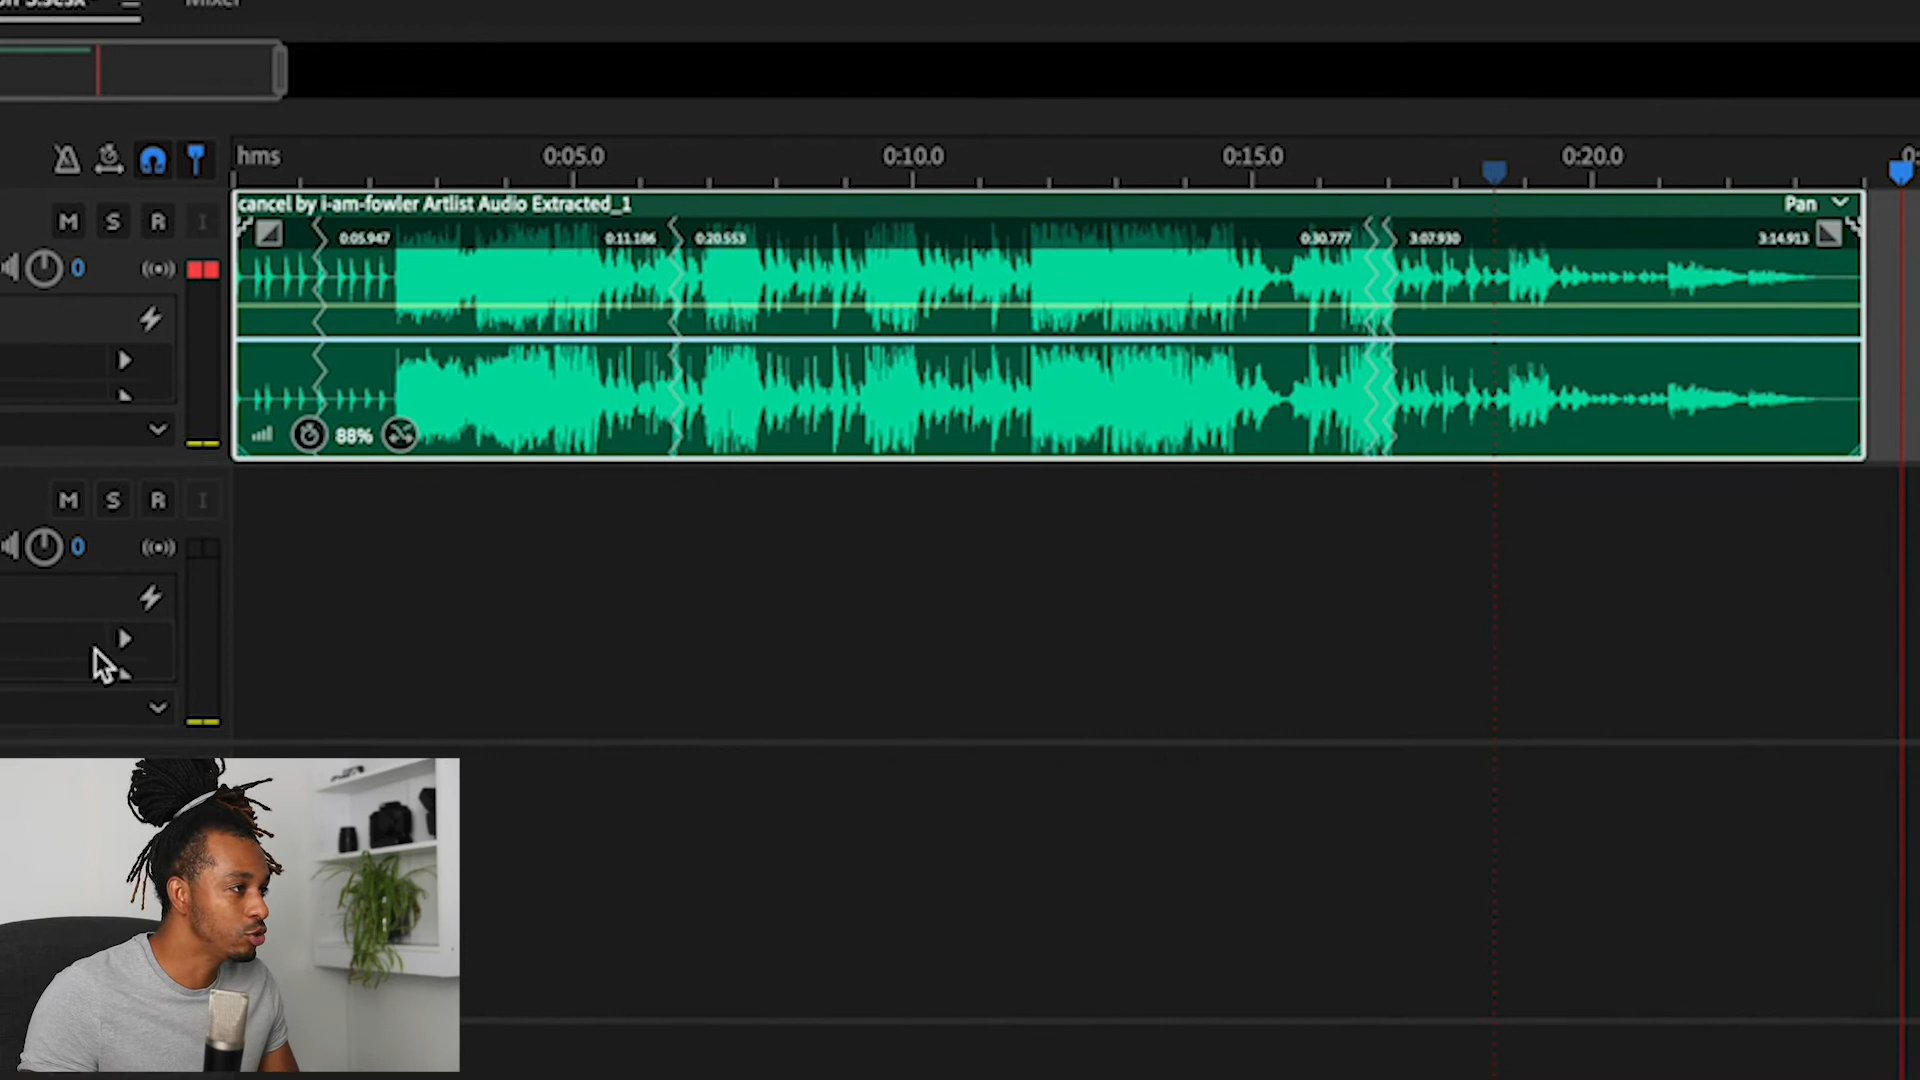 Mixer
hms 0:05.0 0:10.0 0:15.0 0:20.0
cancel by i-am-fowler Artlist Audio Extracted_1 Pan
M S R I
0:05.947 0:11.186 0:20.553 0:30.777 3:07.930 3:14.913
0
88%
M S R I
0